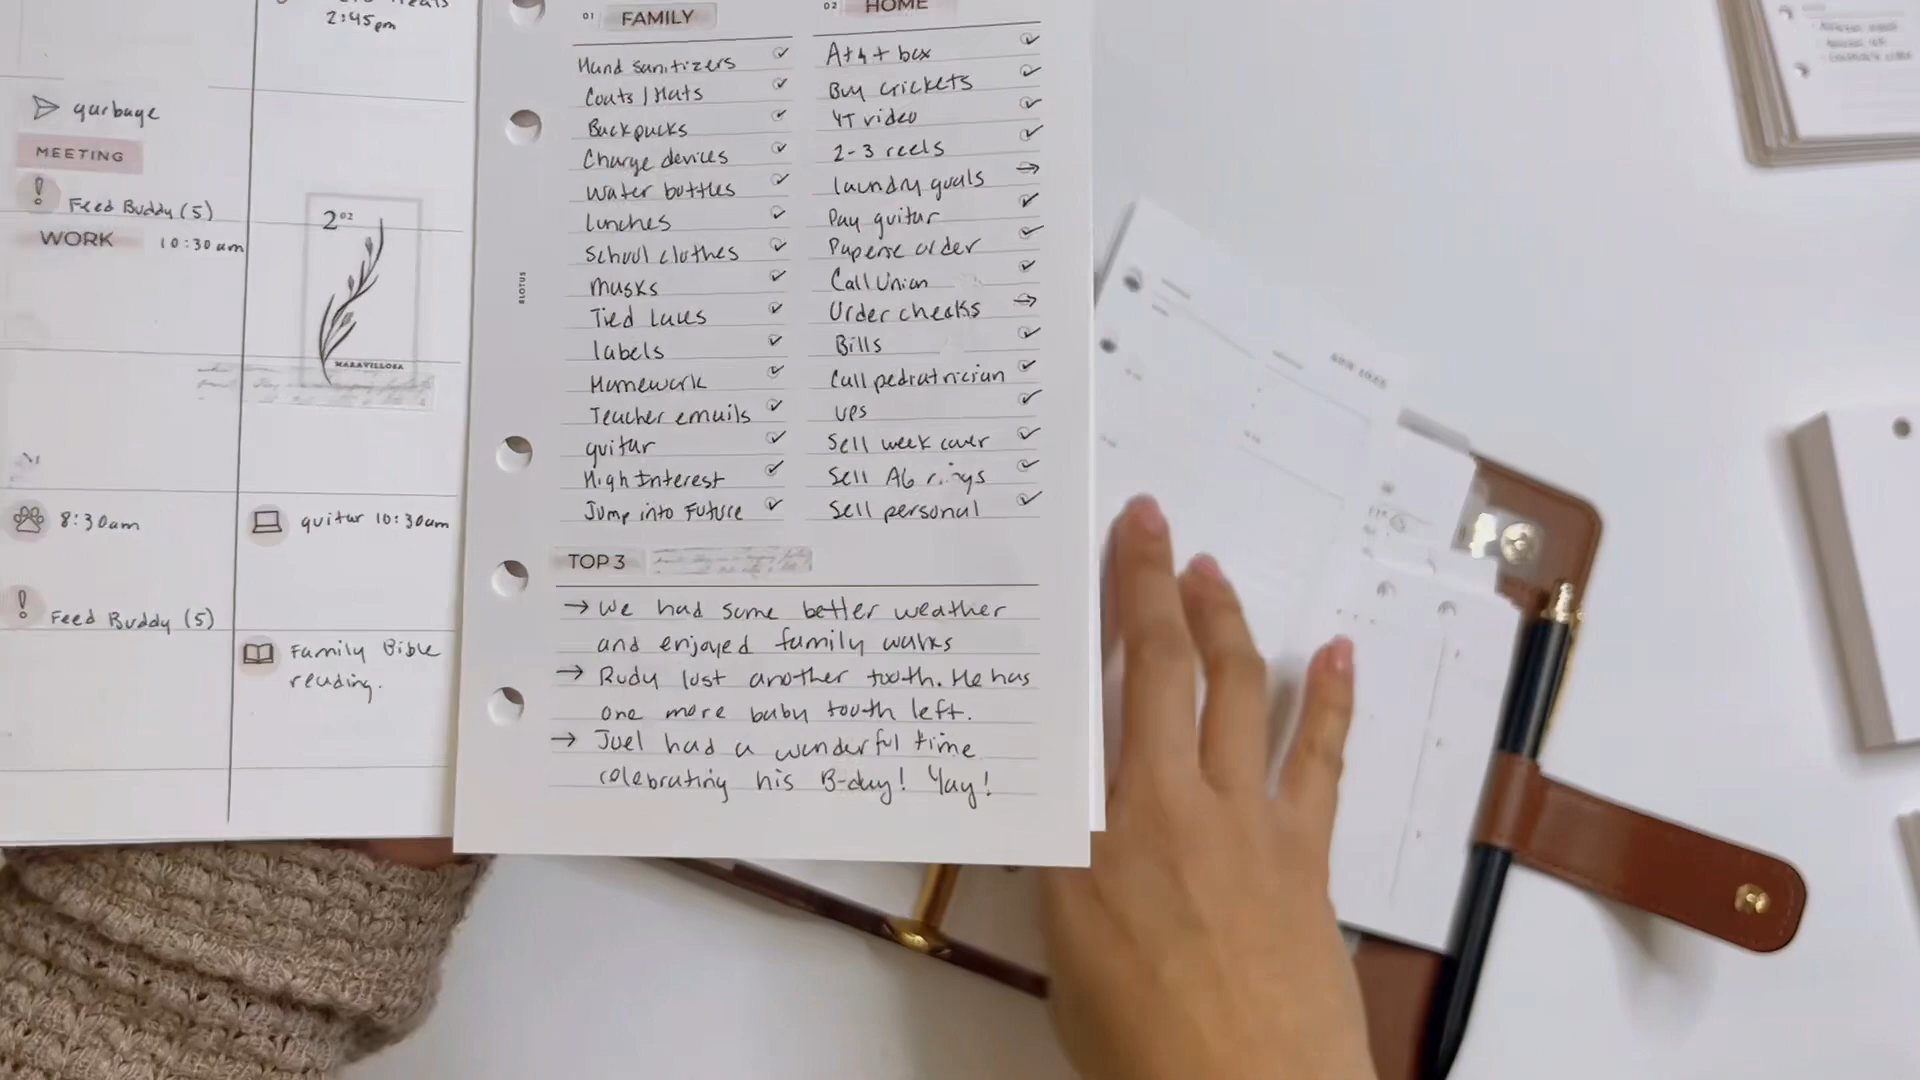 2:45pm
garbage
MEETING
Feed Buddy (5)
WORK 10:30am
2 02
MARAVILLOSA
8:30am
guitar 10:30am
Feed Buddy (5)
Family Bible
reading.
01 FAMILY
Hand sanitizers
Coats / Hats
Backpacks
Charge devices
Water bottles
Lunches
School clothes
Masks
Tied laces
labels
Homework
Teacher emails
guitar
High Interest
Jump into Future
02 HOME
At&t box
Buy crickets
YT video
2-3 reels
laundry goals
Pay guitar
order
Call Union
Order checks
Bills
Call pediatrician
UPS
Sell week cover
Sell A6 rings
Sell personal
TOP 3
→ We had some better weather
and enjoyed family walks
→ Rudy lost another tooth. He has
one more baby tooth left.
→ Joel had a wonderful time
celebrating his B-day! Yay!